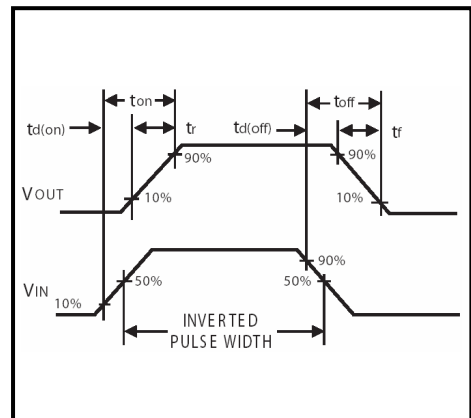 ton
toff
td(on)
tr
td(off)
tf
90%
90%
VOUT
10%
10%
90%
VIN
10%
50%
50%
INVERTED
PULSE WIDTH